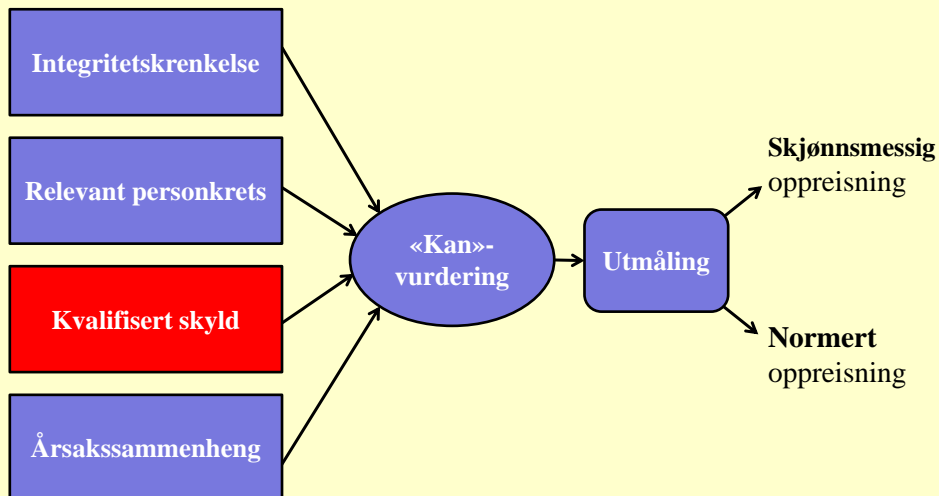 Integritetskrenkelse
Relevant personkrets
Kvalifisert skyld
Årsakssammenheng
«Kan»-
vurdering
Utmåling
Skjønnsmessig
oppreisning
Normert
oppreisning